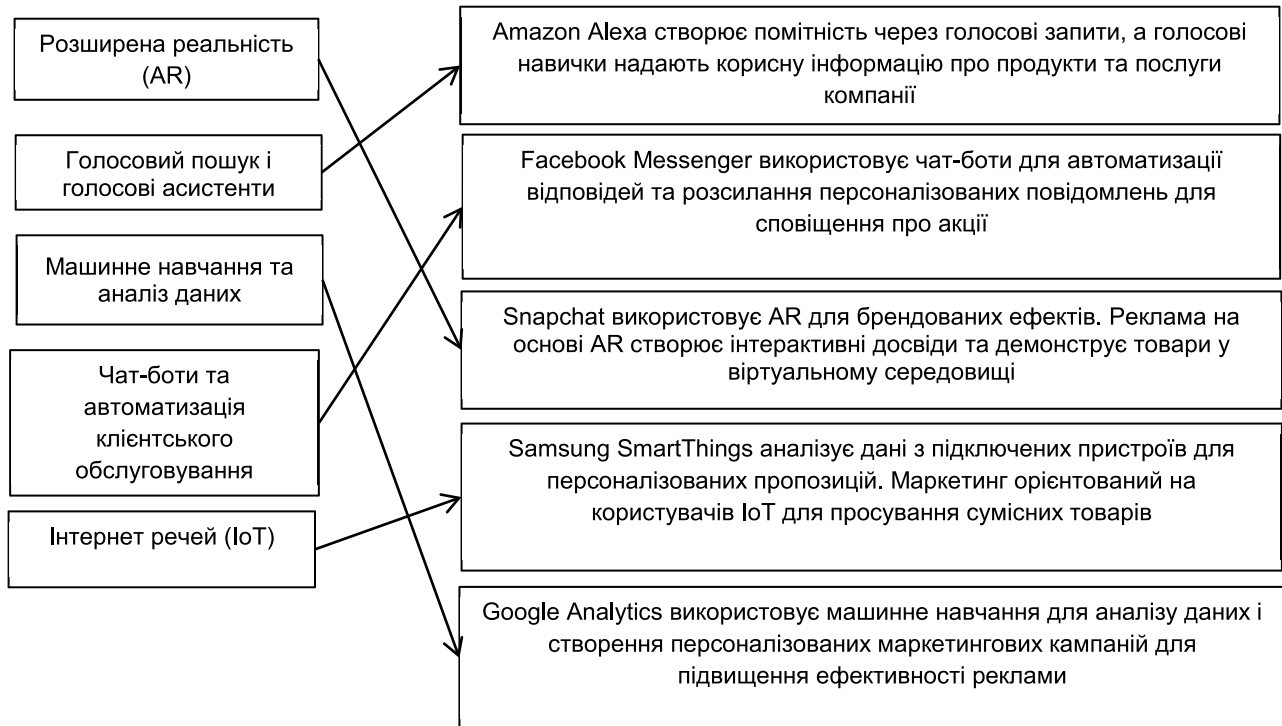 Розширена реальність
(AR)
Голосовий пошук і
голосові асистенти
Машинне навчання та
аналіз даних
Чат-боти та
автоматизація
клієнтського
обслуговування
Інтернет речей (IoT)
Amazon Alexa створює помітність через голосові запити, а голосові
навички надають корисну інформацію про продукти та послуги
компанії
Facebook Messenger використовує чат-боти для автоматизації
відповідей та розсилання персоналізованих повідомлень для
сповіщення про акції
Snapchat використовує AR для брендованих ефектів. Реклама на
основі AR створює інтерактивні досвіди та демонструє товари у
віртуальному середовищі
Samsung SmartThings аналізує дані з підключених пристроїв для
персоналізованих пропозицій. Маркетинг орієнтований на
користувачів IoT для просування сумісних товарів
Google Analytics використовує машинне навчання для аналізу даних і
створення персоналізованих маркетингових кампаній для
підвищення ефективності реклами